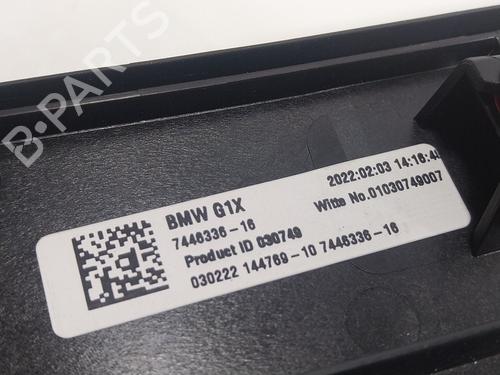 B-PARTS
2022:02:03 14:16:4
BMW G1X
Witte No.01030749007
7446336-16
Product ID 030749
030222 144769-10 7446336-16